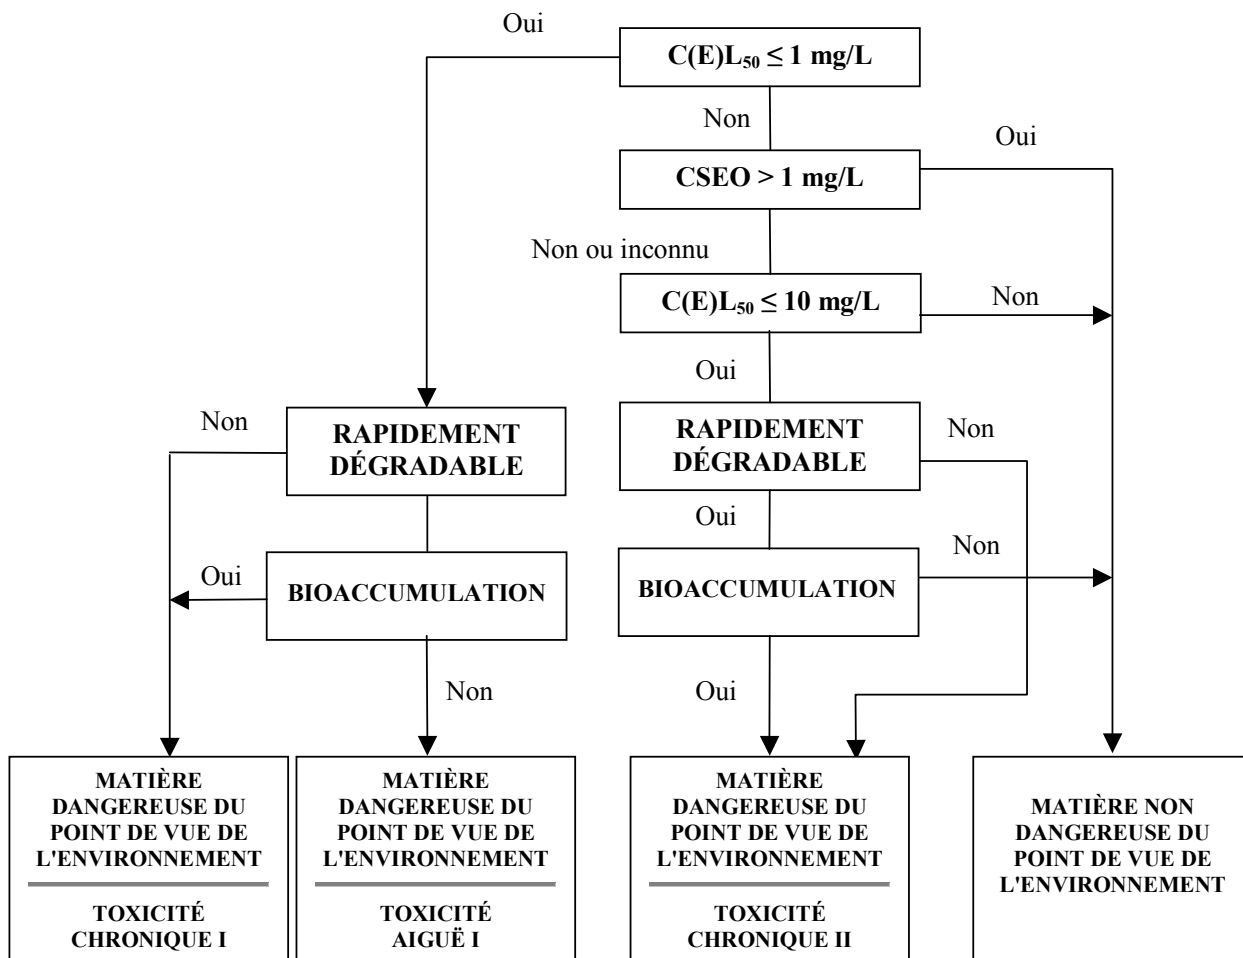 Oui
C(E)L50 ≤ 1 mg/L
Non
Oui
CSEO > 1 mg/L
Non ou inconnu
C(E)L50 ≤ 10 mg/L
Non
Oui
Non
RAPIDEMENT
DÉGRADABLE
RAPIDEMENT
DÉGRADABLE
Non
Oui
Non
Oui
BIOACCUMULATION
BIOACCUMULATION
Non
Oui
MATIÈRE
DANGEREUSE DU
POINT DE VUE DE
L'ENVIRONNEMENT
TOXICITÉ
CHRONIQUE I
MATIÈRE
DANGEREUSE DU
POINT DE VUE DE
L'ENVIRONNEMENT
TOXICITÉ
AIGUË I
MATIÈRE
DANGEREUSE DU
POINT DE VUE DE
L'ENVIRONNEMENT
TOXICITÉ
CHRONIQUE II
MATIÈRE NON
DANGEREUSE DU
POINT DE VUE DE
L'ENVIRONNEMENT